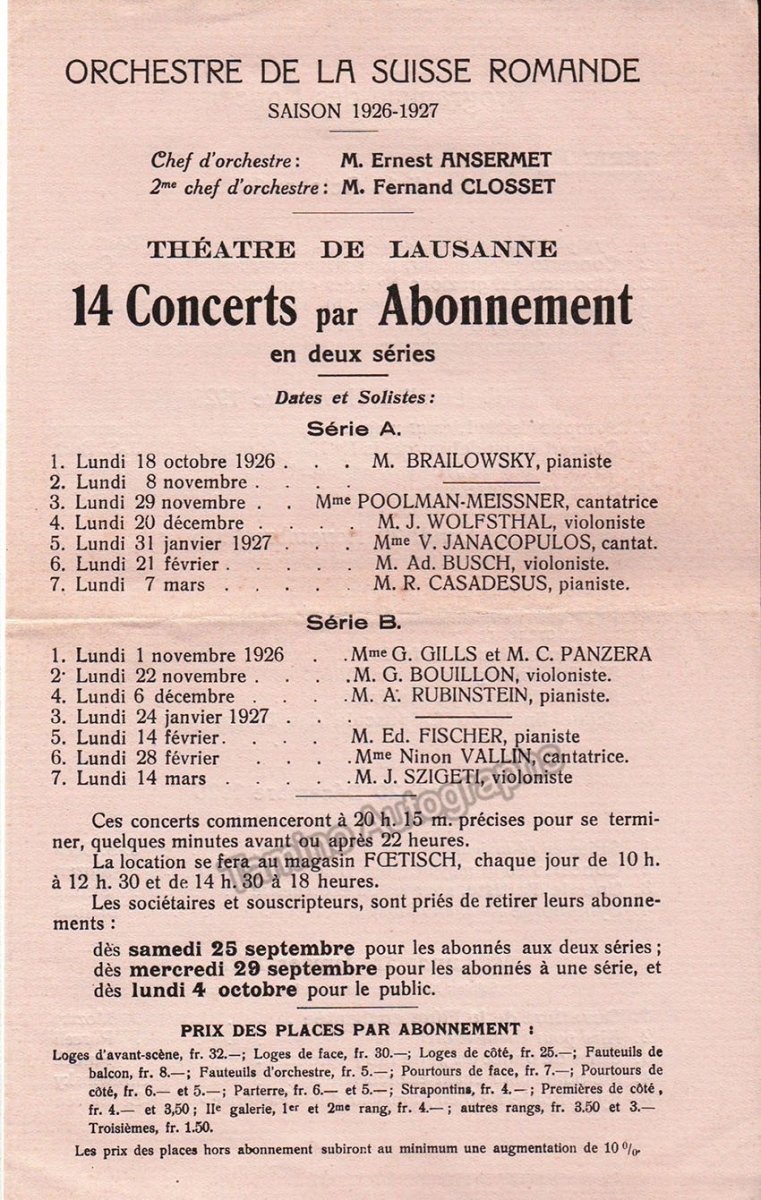 ORCHESTRE DE LA SUISSE ROMANDE
SAISON 1926-1927
Chef d'orchestre : M. Ernest ANSERMET
2me chef d'orchestre : M. Fernand CLOSSET
THÉATRE DE LAUSANNE
14 Concerts par Abonnement
en deux séries
Dates et Solistes :
Série A.
1. Lundi 18 octobre 1926 . . . M. BRAILOWSKY, pianiste
2. Lundi 8 novembre . . . .
3. Lundi 29 novembre . . Mme POOLMAN-MEISSNER, cantatrice
4. Lundi 20 décembre . . . . M. J. WOLFSTHAL, violoniste
5. Lundi 31 janvier 1927 . . . Mme V. JANACOPULOS, cantat.
6. Lundi 21 février . . . . . M. Ad. BUSCH, violoniste.
7. Lundi 7 mars . . . . . M. R. CASADESUS, pianiste.
Série B.
1. Lundi 1 novembre 1926 . . Mme G. GILLS et M. C. PANZERA
2. Lundi 22 novembre . . . . . M. G. BOUILLON, violoniste.
4. Lundi 6 décembre . . . . . M. A. RUBINSTEIN, pianiste.
3. Lundi 24 janvier 1927 . . .
5. Lundi 14 février . . . . M. Ed. FISCHER, pianiste
6. Lundi 28 février . . . . Mme Ninon VALLIN, cantatrice.
7. Lundi 14 mars . . . . . M. J. SZIGETI, violoniste
Ces concerts commenceront à 20 h. 15 m. précises pour se termi-
ner, quelques minutes avant ou après 22 heures.
La location se fera au magasin FŒTISCH, chaque jour de 10 h.
à 12 h. 30 et de 14 h. 30 à 18 heures.
Les sociétaires et souscripteurs, sont priés de retirer leurs abonne-
ments :
dès samedi 25 septembre pour les abonnés aux deux séries ;
dès mercredi 29 septembre pour les abonnés à une série, et
dès lundi 4 octobre pour le public.
PRIX DES PLACES PAR ABONNEMENT :
Loges d'avant-scène, fr. 32.—; Loges de face, fr. 30.—; Loges de côté, fr. 25.—; Fauteuils de
balcon, fr. 8.—; Fauteuils d'orchestre, fr. 5.—; Pourtours de face, fr. 7.—; Pourtours de
côté, fr. 6.— et 5.—; Parterre, fr. 6.— et 5.—; Strapontins, fr. 4.—; Premières de côté,
fr. 4.— et 3,50; IIe galerie, 1er et 2me rang, fr. 4.—; autres rangs, fr. 3.50 et 3.—
Troisièmes, fr. 1.50.
Les prix des places hors abonnement subiront au minimum une augmentation de 10 %.
Tamino Autographs